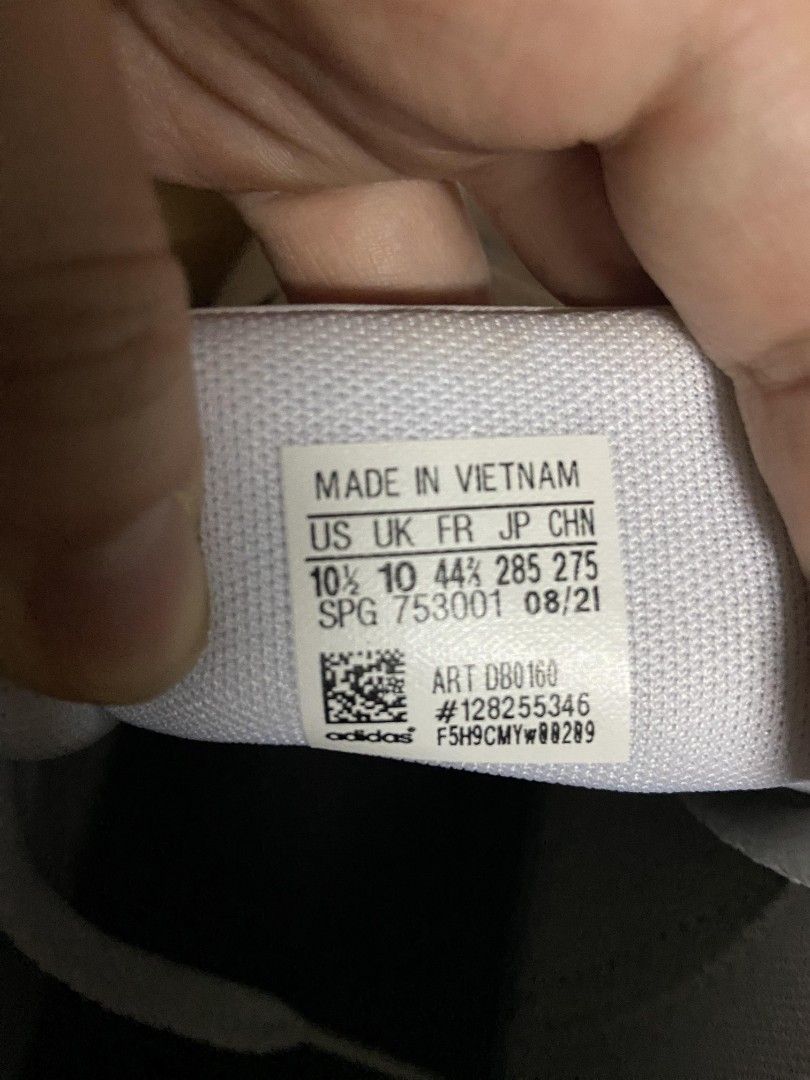 MADE IN VIETNAM
US UK FR JP CHN
10½ 10 44⅔ 285 275
SPG 753001 08/21
ART DB0160
#128255346
adidas